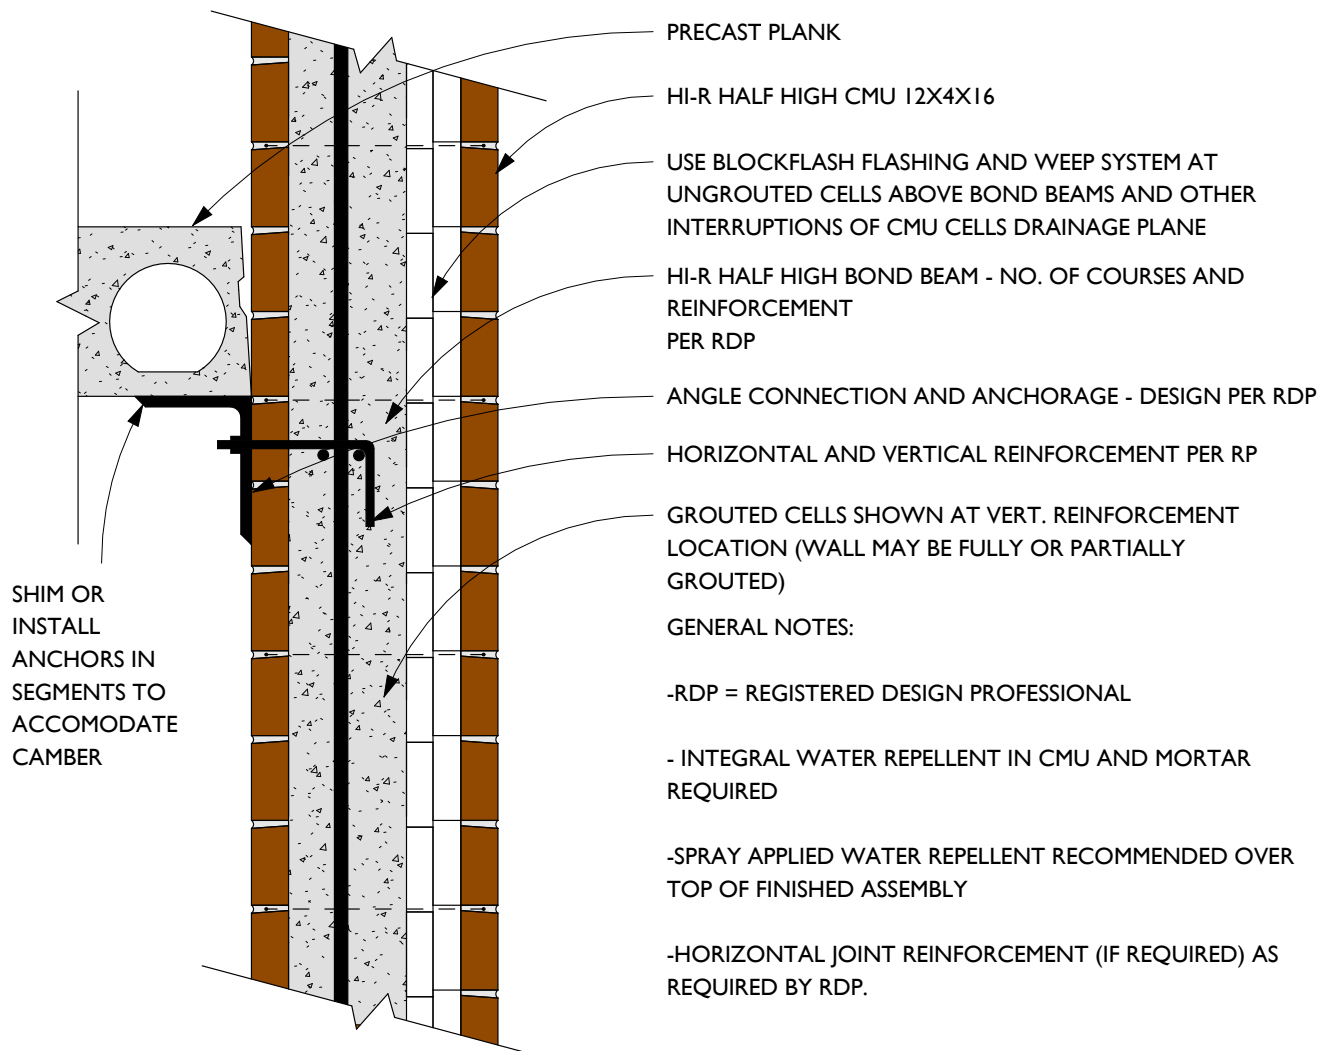 PRECAST PLANK
HI-R HALF HIGH CMU 12X4X16
USE BLOCKFLASH FLASHING AND WEEP SYSTEM AT
UNGROUTED CELLS ABOVE BOND BEAMS AND OTHER
INTERRUPTIONS OF CMU CELLS DRAINAGE PLANE
HI-R HALF HIGH BOND BEAM - NO. OF COURSES AND
REINFORCEMENT
PER RDP
ANGLE CONNECTION AND ANCHORAGE - DESIGN PER RDP
HORIZONTAL AND VERTICAL REINFORCEMENT PER RP
GROUTED CELLS SHOWN AT VERT. REINFORCEMENT
LOCATION (WALL MAY BE FULLY OR PARTIALLY
GROUTED)
SHIM OR
INSTALL
ANCHORS IN
SEGMENTS TO
ACCOMODATE
CAMBER
GENERAL NOTES:
-RDP = REGISTERED DESIGN PROFESSIONAL
- INTEGRAL WATER REPELLENT IN CMU AND MORTAR
REQUIRED
-SPRAY APPLIED WATER REPELLENT RECOMMENDED OVER
TOP OF FINISHED ASSEMBLY
-HORIZONTAL JOINT REINFORCEMENT (IF REQUIRED) AS
REQUIRED BY RDP.